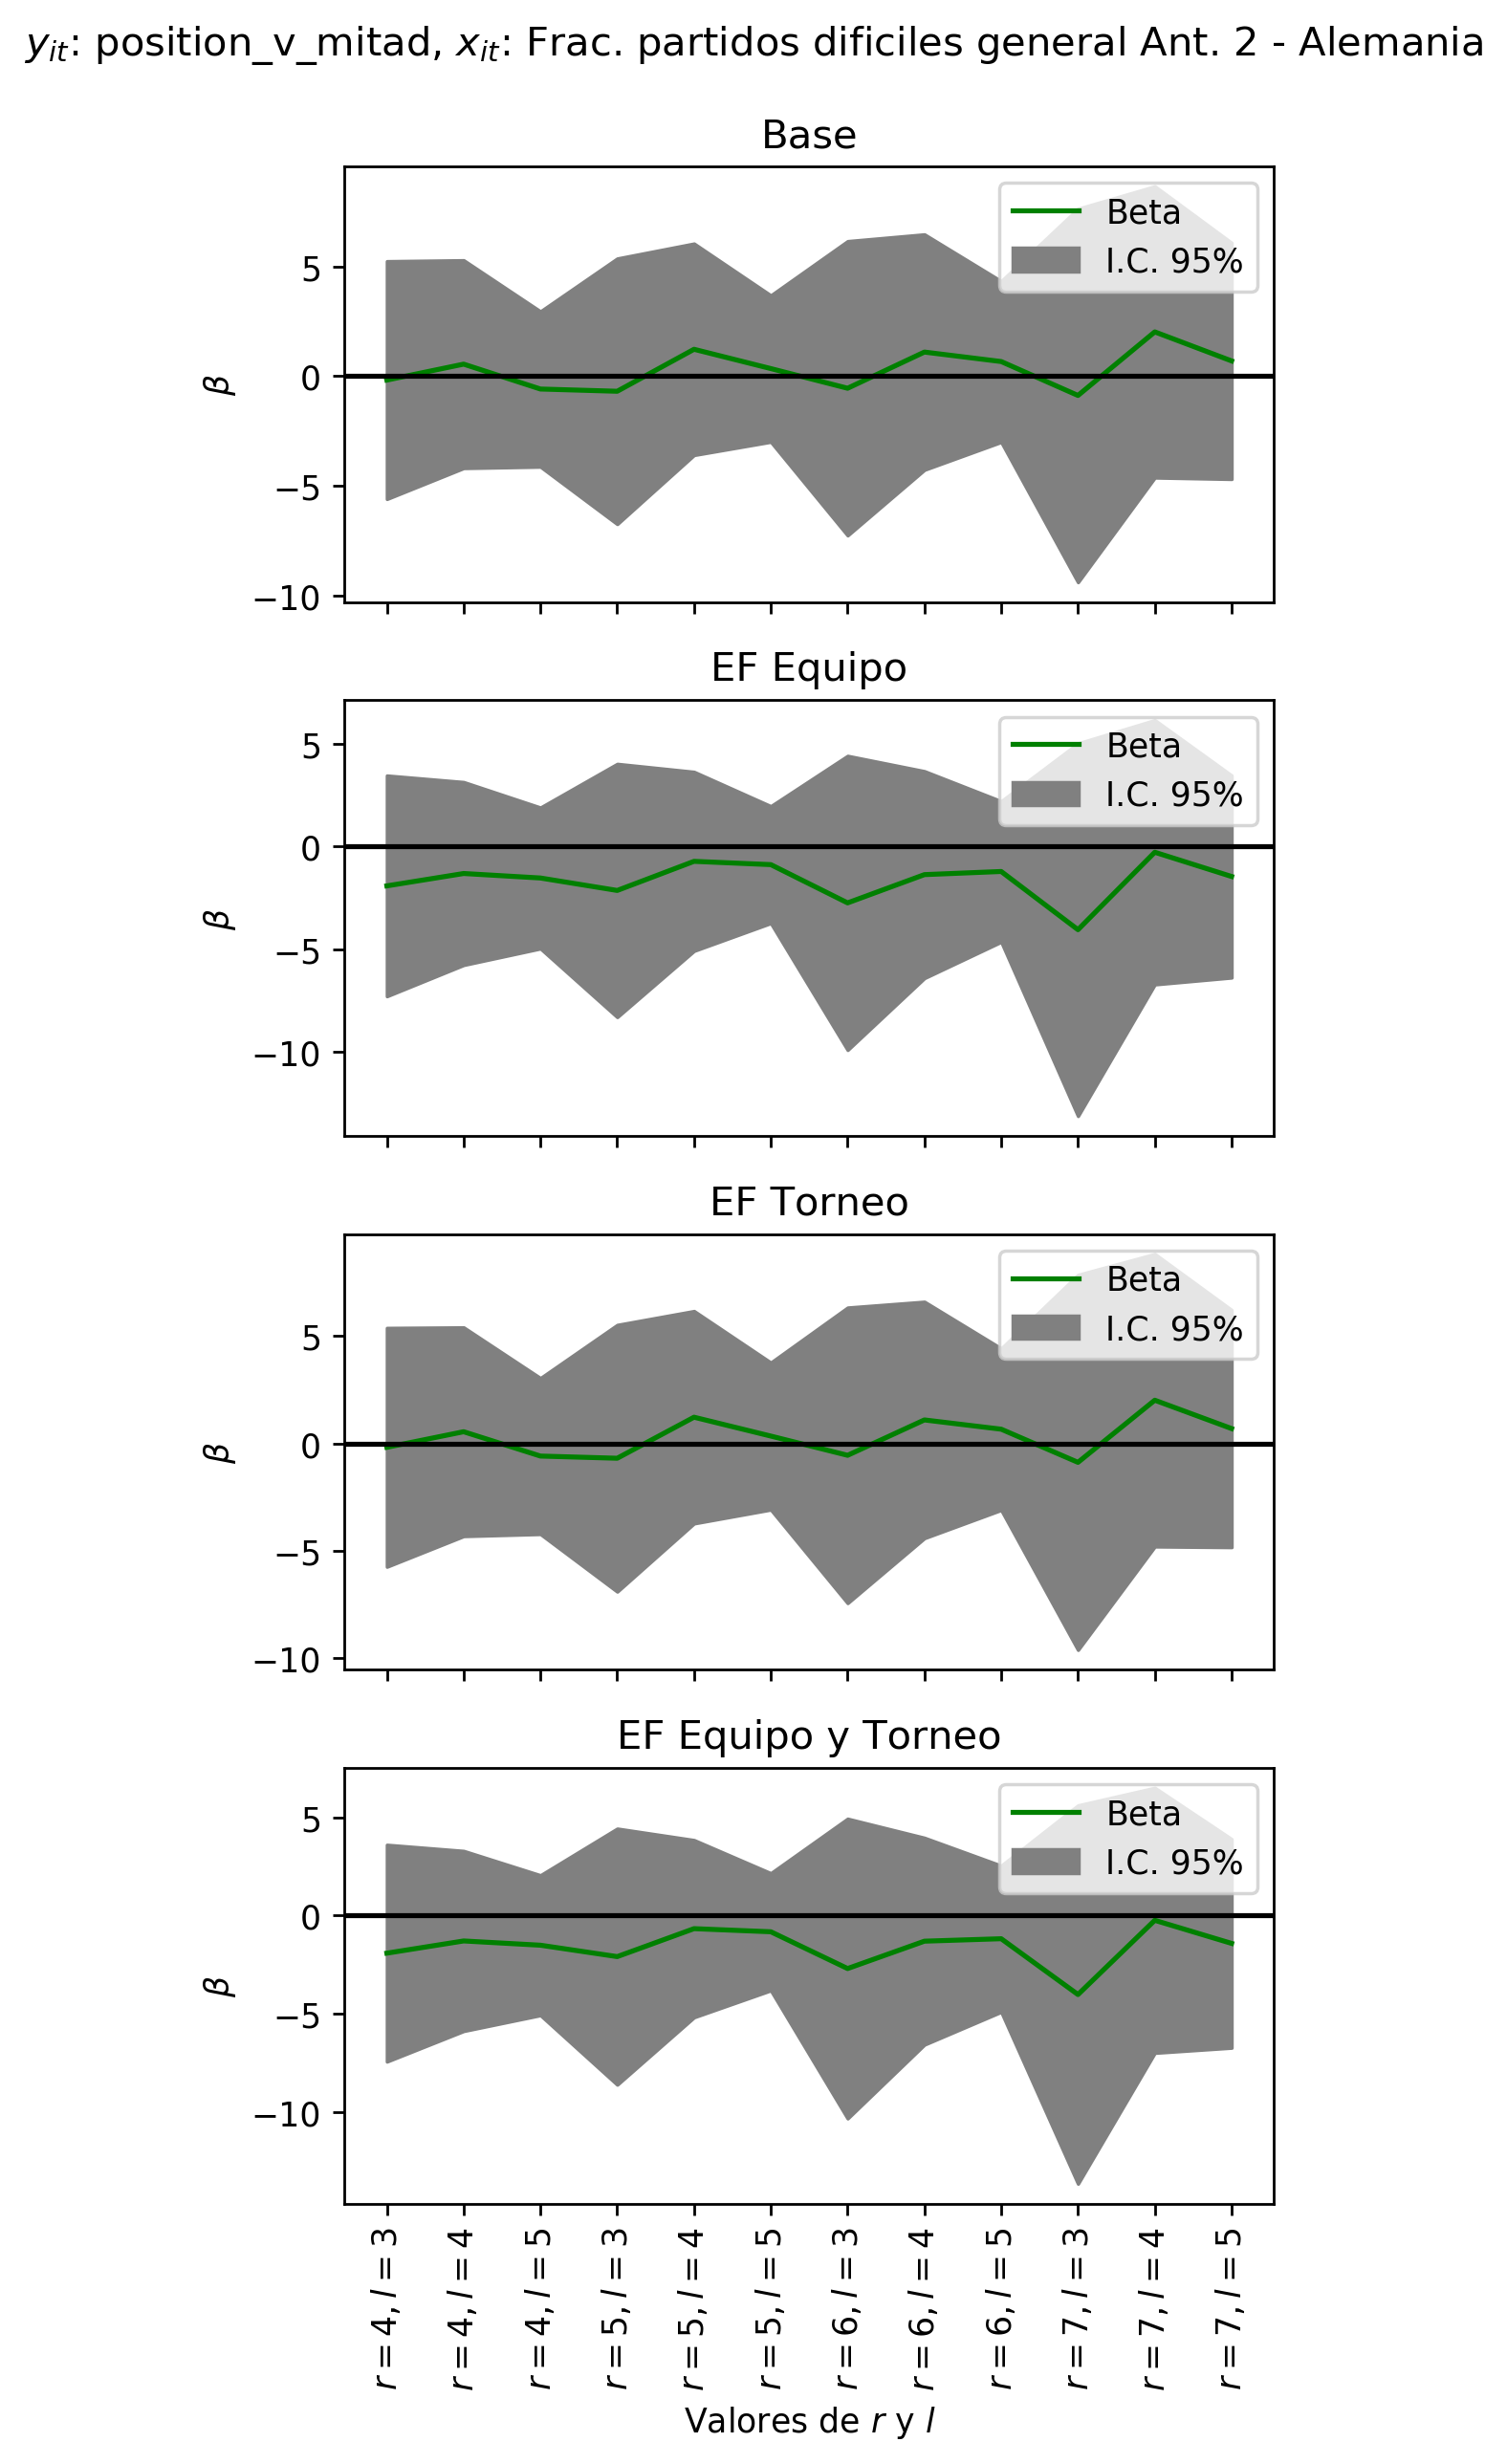 y_it: position_v_mitad, x_it: Frac. partidos dificiles general Ant. 2 - Alemania
Base
Beta
I.C. 95%
5
0
−5
−10
β
EF Equipo
Beta
I.C. 95%
5
0
−5
−10
β
EF Torneo
Beta
I.C. 95%
5
0
−5
−10
β
EF Equipo y Torneo
Beta
I.C. 95%
5
0
−5
−10
β
r = 4, l = 3
r = 4, l = 4
r = 4, l = 5
r = 5, l = 3
r = 5, l = 4
r = 5, l = 5
r = 6, l = 3
r = 6, l = 4
r = 6, l = 5
r = 7, l = 3
r = 7, l = 4
r = 7, l = 5
Valores de r y l